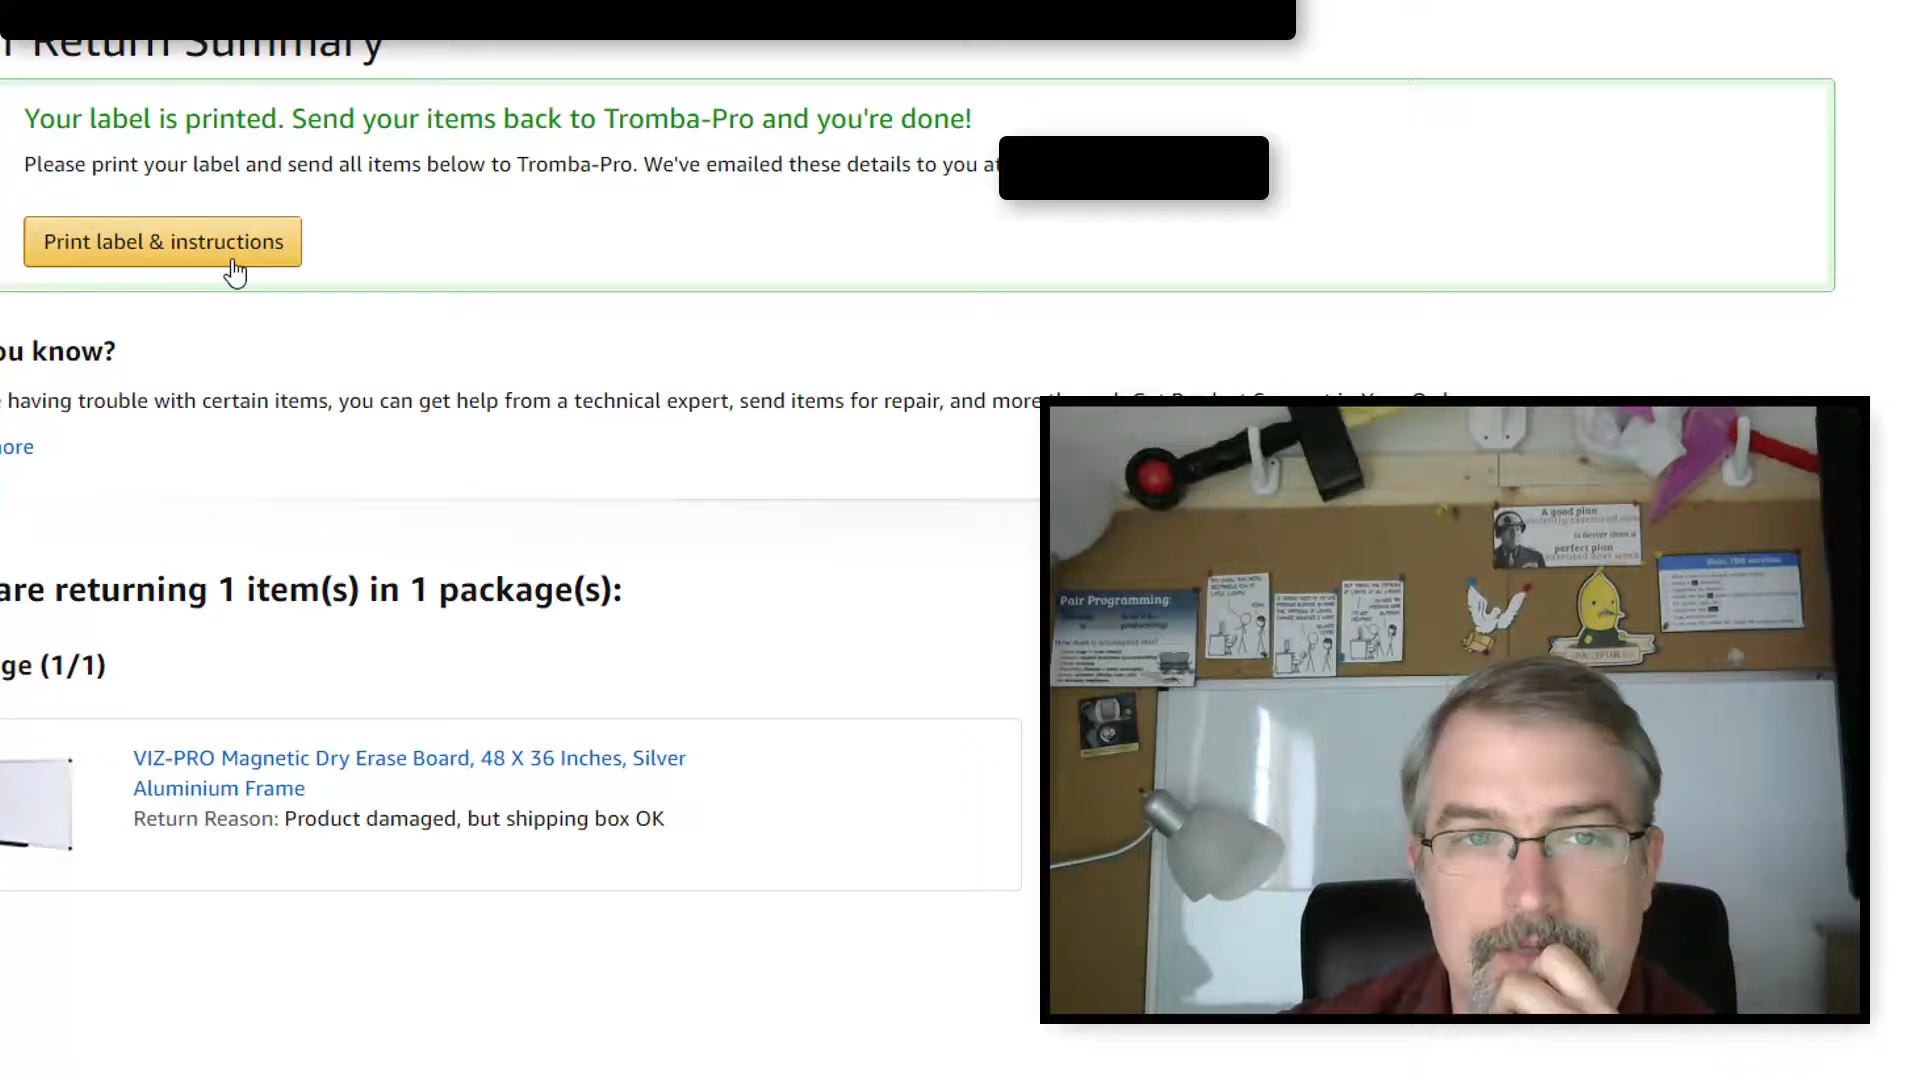 Return Summary
Your label is printed. Send your items back to Tromba-Pro and you're done!
Please print your label and send all items below to Tromba-Pro. We've emailed these details to you at
Print label & instructions
ou know?
having trouble with certain items, you can get help from a technical expert, send items for repair, and more
ore
are returning 1 item(s) in 1 package(s):
ge (1/1)
VIZ-PRO Magnetic Dry Erase Board, 48 X 36 Inches, Silver
Aluminium Frame
Return Reason: Product damaged, but shipping box OK
A good plan
is better than a
perfect plan
Pair Programming:
UNACCEPTABLE